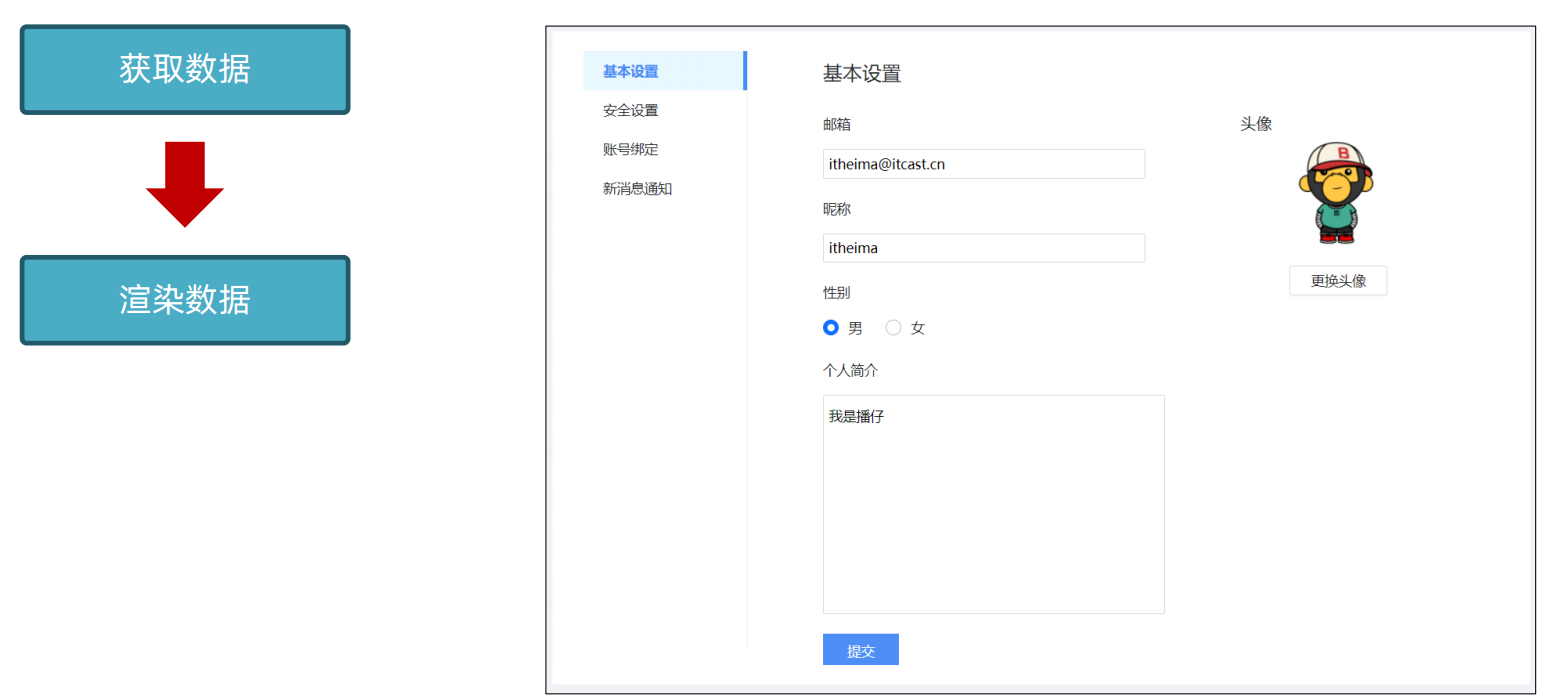 获取数据
渲染数据
基本设置
安全设置
账号绑定
新消息通知
基本设置
邮箱
itheima@itcast.cn
昵称
itheima
性别
男 女
个人简介
我是播仔
提交
头像
B
更换头像